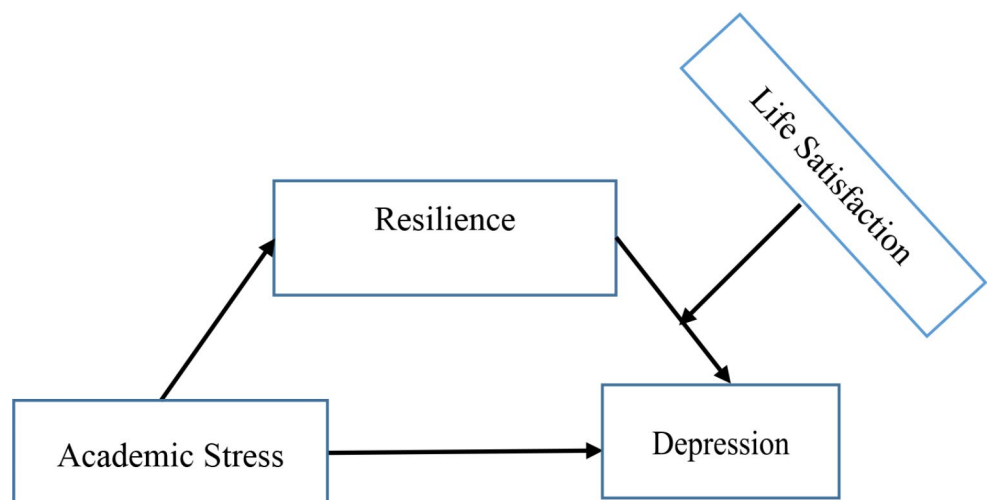 Life Satisfaction
Resilience
Academic Stress
Depression